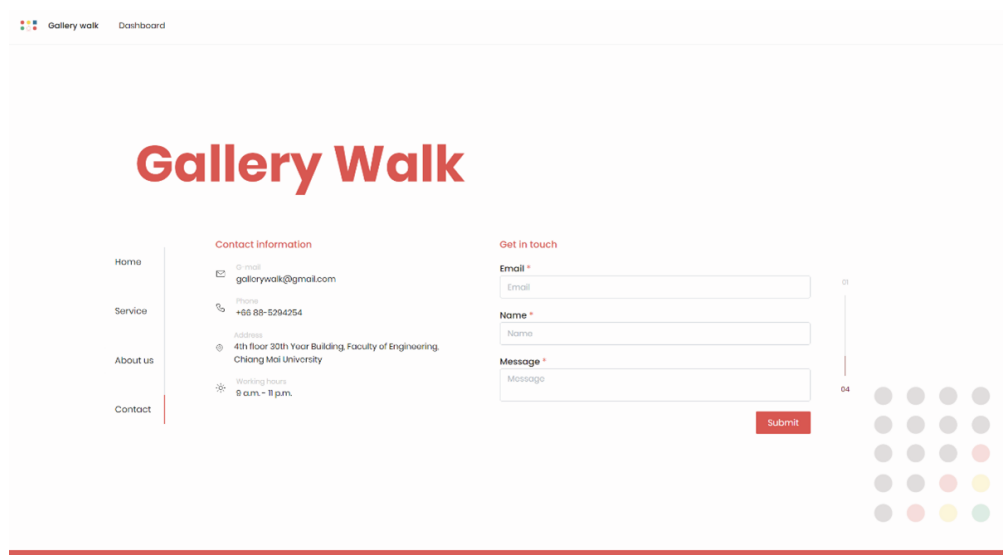 Gallery walk
Dashboard
Gallery Walk
Home
Service
About us
Contact
Contact information
G-mail
gallerywalk@gmail.com
Phone
+66 88-5294254
Address
4th floor 30th Year Building, Faculty of Engineering,
Chiang Mai University
Working hours
9 a.m. - 11 p.m.
Get in touch
Email *
Email
Name *
Name
Message *
Message
Submit
01
04